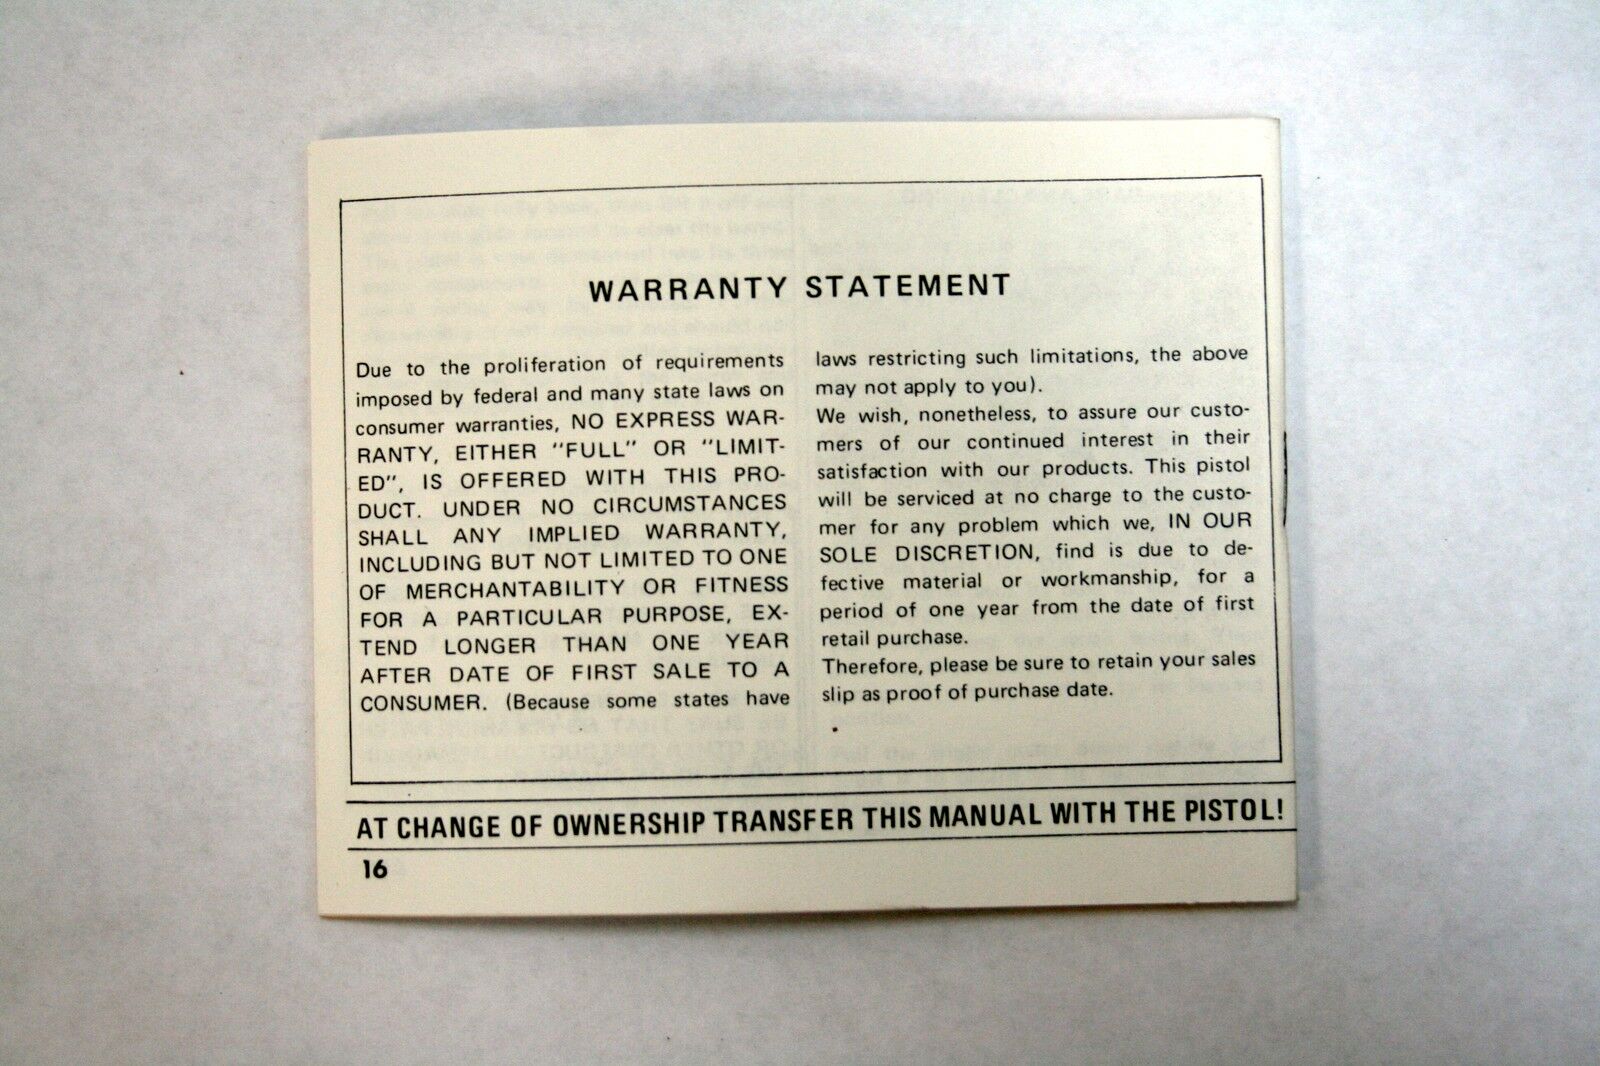 WARRANTY STATEMENT
Due to the proliferation of requirements
imposed by federal and many state laws on
consumer warranties, NO EXPRESS WAR-
RANTY, EITHER "FULL" OR "LIMIT-
ED", IS OFFERED WITH THIS PRO-
DUCT. UNDER NO CIRCUMSTANCES
SHALL ANY IMPLIED WARRANTY,
INCLUDING BUT NOT LIMITED TO ONE
OF MERCHANTABILITY OR FITNESS
FOR A PARTICULAR PURPOSE, EX-
TEND LONGER THAN ONE YEAR
AFTER DATE OF FIRST SALE TO A
CONSUMER. (Because some states have
laws restricting such limitations, the above
may not apply to you).
We wish, nonetheless, to assure our custo-
mers of our continued interest in their
satisfaction with our products. This pistol
will be serviced at no charge to the custo-
mer for any problem which we, IN OUR
SOLE DISCRETION, find is due to de-
fective material or workmanship, for a
period of one year from the date of first
retail purchase.
Therefore, please be sure to retain your sales
slip as proof of purchase date.
AT CHANGE OF OWNERSHIP TRANSFER THIS MANUAL WITH THE PISTOL!
16